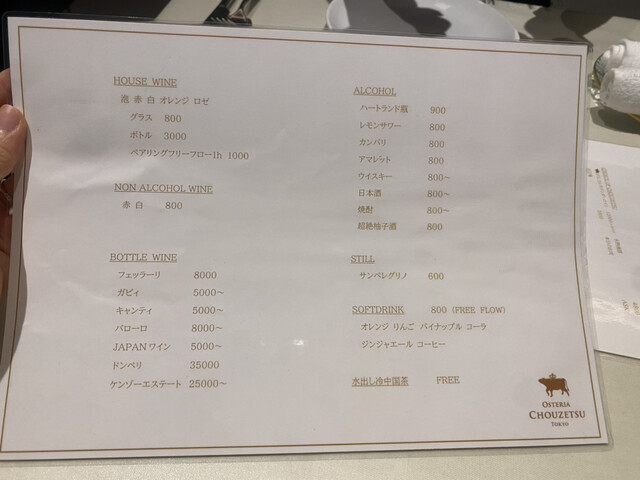 HOUSE WINE
泡 赤 白 オレンジ ロゼ
グラス 800
ボトル 3000
ペアリングフリーフロー1h 1000
NON ALCOHOL WINE
赤 白 800
BOTTLE WINE
フェッラーリ 8000
ガビィ 5000～
キャンティ 5000～
バローロ 8000～
JAPANワイン 5000～
ドンペリ 35000
ケンゾーエステート 25000～
ALCOHOL
ハートランド瓶 900
レモンサワー 800
カンパリ 800
アマレット 800
ウイスキー 800～
日本酒 800～
焼酎 800～
超絶柚子酒 800
STILL
サンペレグリノ 600
SOFTDRINK 800 (FREE FLOW)
オレンジ りんご パイナップル コーラ
ジンジャエール コーヒー
水出し冷中国茶 FREE
OSTERIA
CHOUZETSU
TOKYO